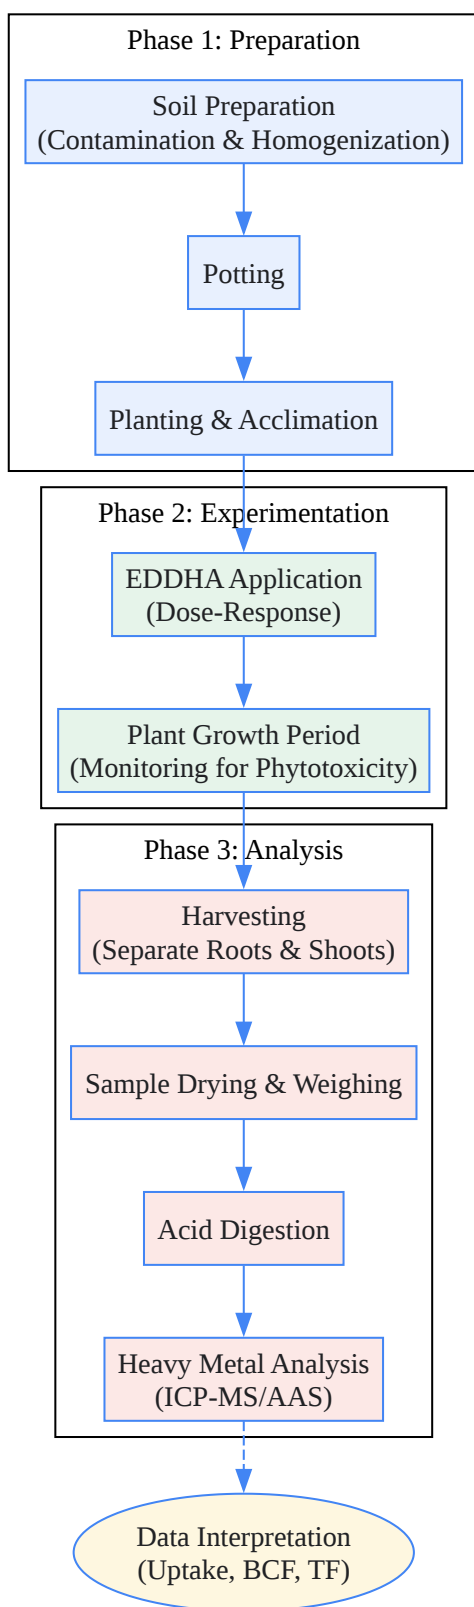 Phase 1: Preparation
Soil Preparation
(Contamination & Homogenization)
Potting
Planting & Acclimation
Phase 2: Experimentation
EDDHA Application
(Dose-Response)
Plant Growth Period
(Monitoring for Phytotoxicity)
Phase 3: Analysis
Harvesting
(Separate Roots & Shoots)
Sample Drying & Weighing
Acid Digestion
Heavy Metal Analysis
(ICP-MS/AAS)
Data Interpretation
(Uptake, BCF, TF)